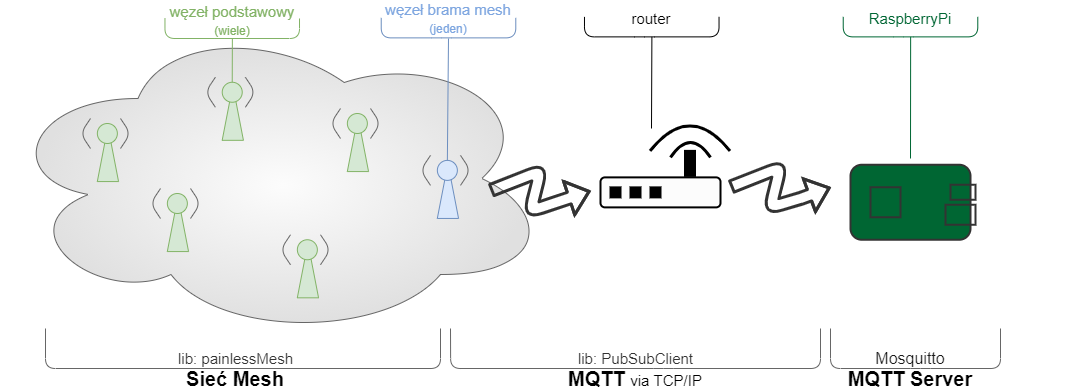 węzeł podstawowy
(wiele)
węzeł brama mesh
(jeden)
router
RaspberryPi
lib: painlessMesh
Sieć Mesh
lib: PubSubClient
MQTT via TCP/IP
Mosquitto
MQTT Server